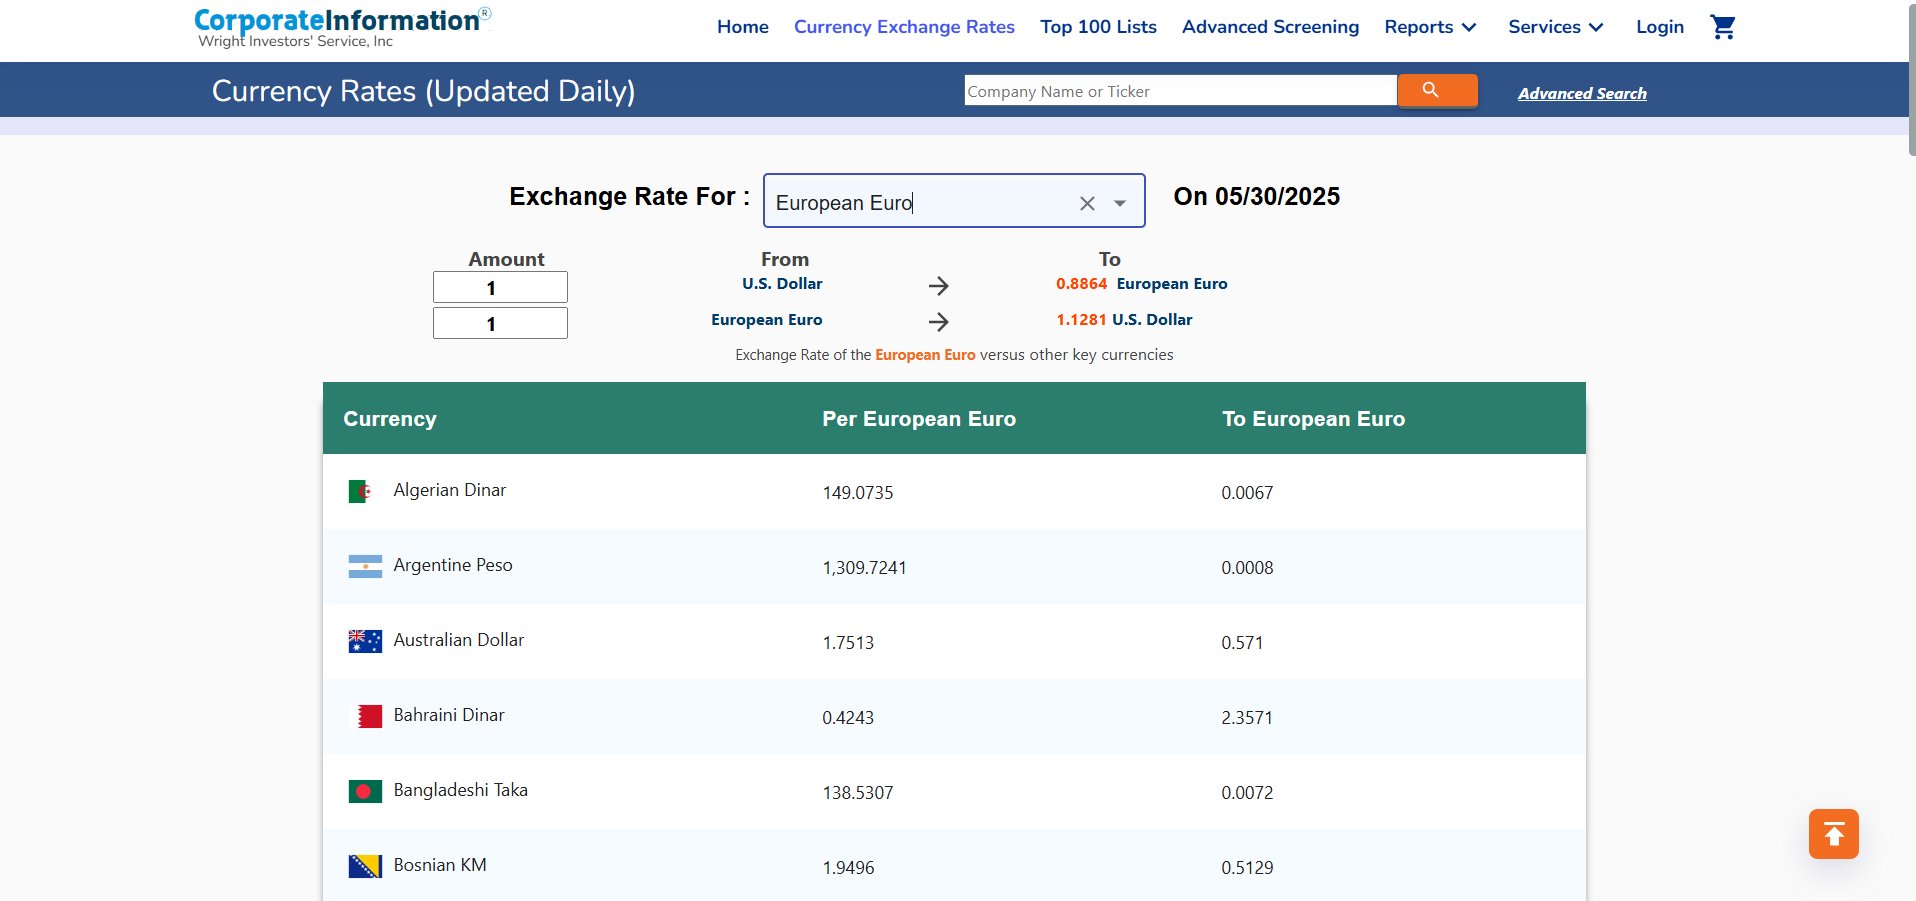 CorporateInformation®
Wright Investors' Service, Inc
Home Currency Exchange Rates Top 100 Lists Advanced Screening Reports Services Login
Currency Rates (Updated Daily)
Company Name or Ticker
Advanced Search
Exchange Rate For : European Euro On 05/30/2025
Amount From To
1 U.S. Dollar 0.8864 European Euro
1 European Euro 1.1281 U.S. Dollar
Exchange Rate of the European Euro versus other key currencies
Currency Per European Euro To European Euro
Algerian Dinar 149.0735 0.0067
Argentine Peso 1,309.7241 0.0008
Australian Dollar 1.7513 0.571
Bahraini Dinar 0.4243 2.3571
Bangladeshi Taka 138.5307 0.0072
Bosnian KM 1.9496 0.5129